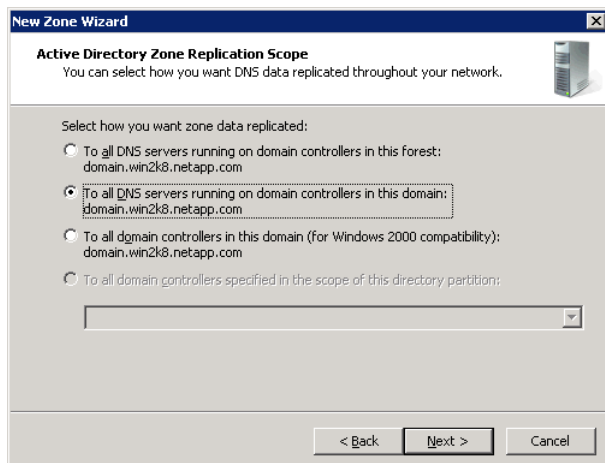 New Zone Wizard
Active Directory Zone Replication Scope
You can select how you want DNS data replicated throughout your network.
Select how you want zone data replicated:
To all DNS servers running on domain controllers in this forest:
domain.win2k8.netapp.com
To all DNS servers running on domain controllers in this domain:
domain.win2k8.netapp.com
To all domain controllers in this domain (for Windows 2000 compatibility):
domain.win2k8.netapp.com
To all domain controllers specified in the scope of this directory partition:
< Back
Next >
Cancel